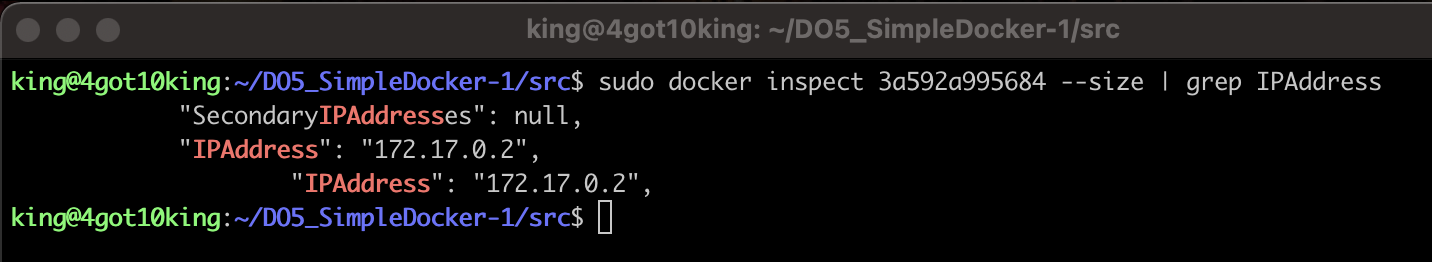 king@4got10king: ~/DO5_SimpleDocker-1/src
king@4got10king:~/DO5_SimpleDocker-1/src$ sudo docker inspect 3a592a995684 --size | grep IPAddress
"SecondaryIPAddresses": null,
"IPAddress": "172.17.0.2",
"IPAddress": "172.17.0.2",
king@4got10king:~/DO5_SimpleDocker-1/src$